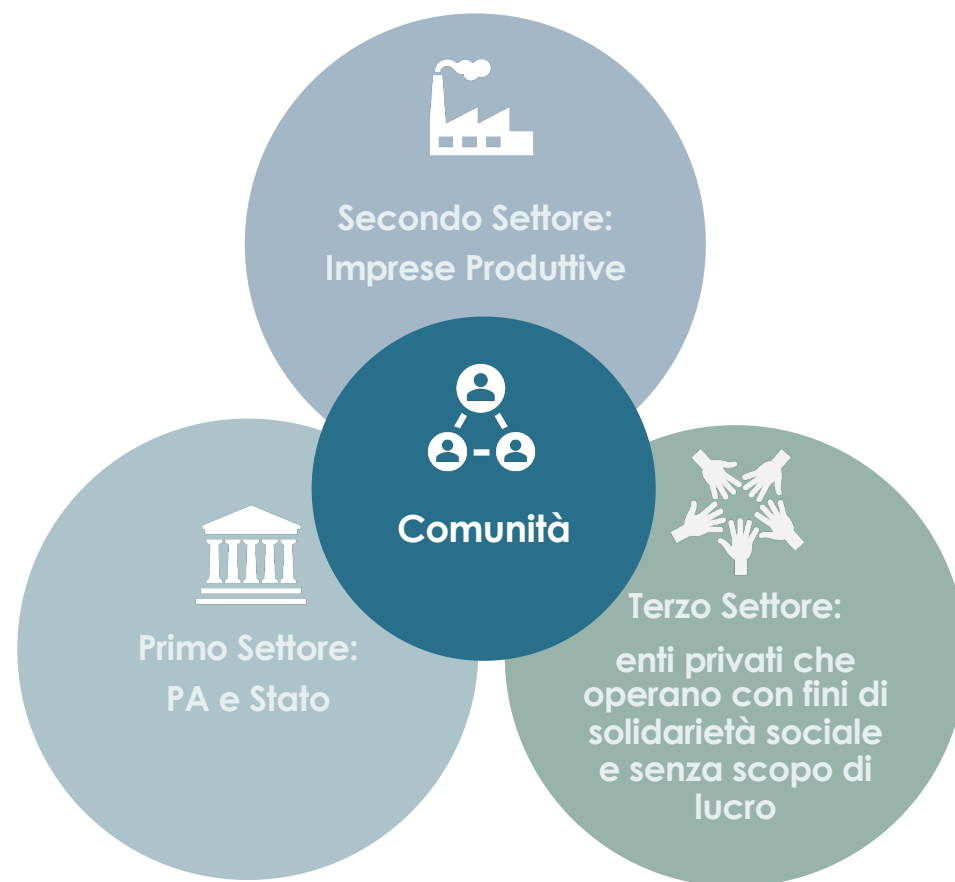 Secondo Settore:
Imprese Produttive
Comunità
Primo Settore:
PA e Stato
Terzo Settore:
enti privati che
operano con fini di
solidarietà sociale
e senza scopo di
lucro